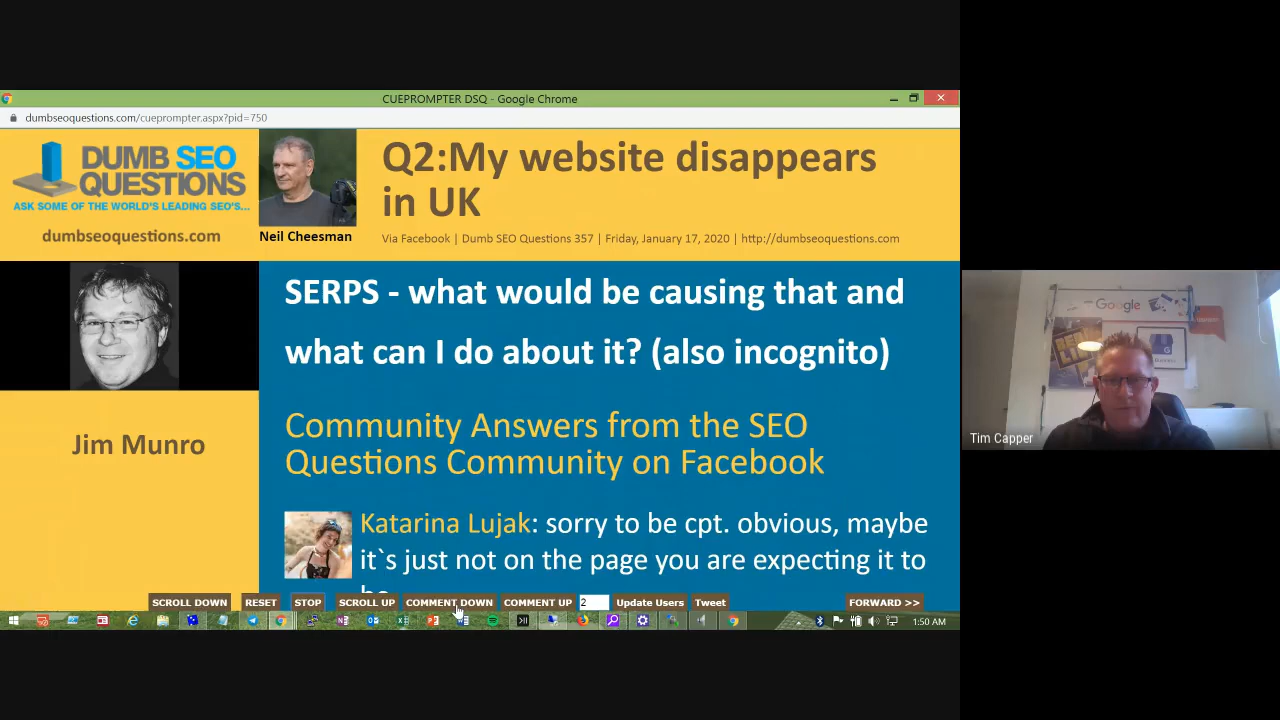 CUEPROMPTER DSQ - Google Chrome
dumbseoquestions.com/cueprompter.aspx?pid=750
DUMB SEO
QUESTIONS
ASK SOME OF THE WORLD'S LEADING SEO'S...
dumbseoquestions.com
Neil Cheesman
Q2:My website disappears
in UK
Via Facebook | Dumb SEO Questions 357 | Friday, January 17, 2020 | http://dumbseoquestions.com
Jim Munro
SERPS - what would be causing that and
what can I do about it? (also incognito)
Community Answers from the SEO
Questions Community on Facebook
Katarina Lujak: sorry to be cpt. obvious, maybe
it`s just not on the page you are expecting it to
be
SCROLL DOWN
RESET
STOP
SCROLL UP
COMMENT DOWN
COMMENT UP
2
Update Users
Tweet
FORWARD >>
1:50 AM
Google
Tim Capper